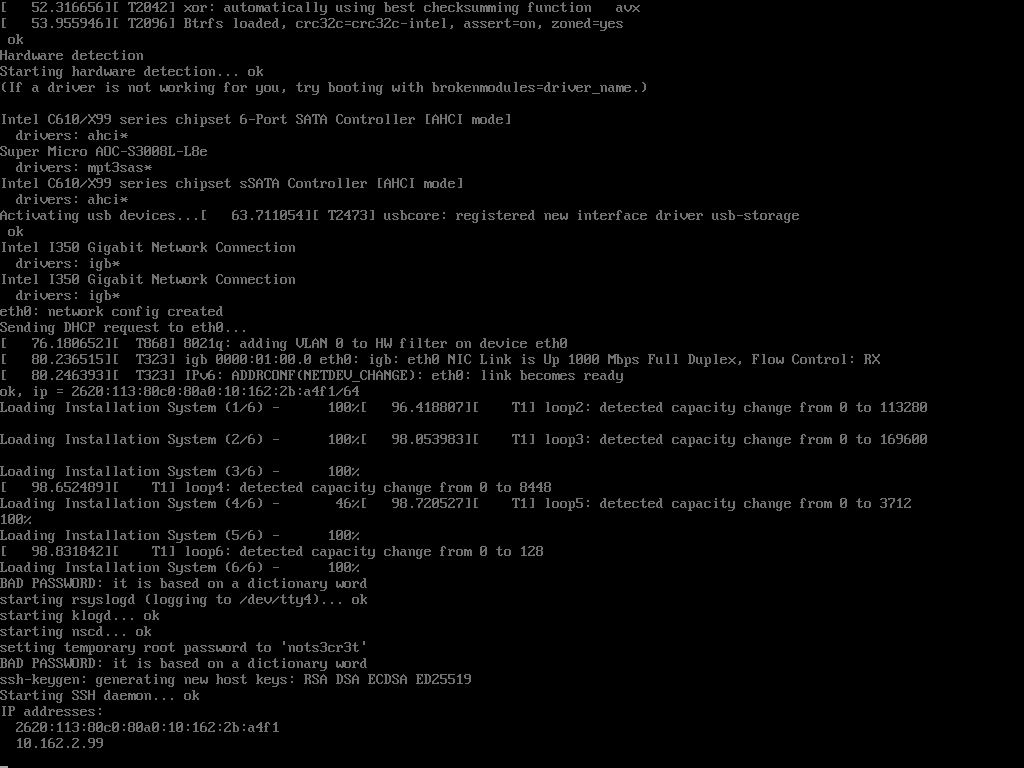 [   52.316656][ T2042] xor: automatically using best checksumming function   avx
[   53.955946][ T2096] Btrfs loaded, crc32c=crc32c-intel, assert=on, zoned=yes
 ok
Hardware detection
Starting hardware detection... ok
(If a driver is not working for you, try booting with brokenmodules=driver_name.)

Intel C610/X99 series chipset 6-Port SATA Controller [AHCI mode]
  drivers: ahci*
Super Micro AOC-S3008L-L8e
  drivers: mpt3sas*
Intel C610/X99 series chipset sSATA Controller [AHCI mode]
  drivers: ahci*
Activating usb devices...[   63.711054][ T2473] usbcore: registered new interface driver usb-storage
 ok
Intel I350 Gigabit Network Connection
  drivers: igb*
Intel I350 Gigabit Network Connection
  drivers: igb*
eth0: network config created
Sending DHCP request to eth0...
[   76.180652][  T868] 8021q: adding VLAN 0 to HW filter on device eth0
[   80.236515][  T323] igb 0000:01:00.0 eth0: igb: eth0 NIC Link is Up 1000 Mbps Full Duplex, Flow Control: RX
[   80.246393][  T323] IPv6: ADDRCONF(NETDEV_CHANGE): eth0: link becomes ready
ok, ip = 2620:113:80c0:80a0:10:162:2b:a4f1/64
Loading Installation System (1/6) -      100%[   96.418807][    T1] loop2: detected capacity change from 0 to 113280

Loading Installation System (2/6) -      100%[   98.053983][    T1] loop3: detected capacity change from 0 to 169600

Loading Installation System (3/6) -      100%
[   98.652489][    T1] loop4: detected capacity change from 0 to 8448
Loading Installation System (4/6) -       46%[   98.720527][    T1] loop5: detected capacity change from 0 to 3712
100%
Loading Installation System (5/6) -      100%
[   98.831842][    T1] loop6: detected capacity change from 0 to 128
Loading Installation System (6/6) -      100%
BAD PASSWORD: it is based on a dictionary word
starting rsyslogd (logging to /dev/tty4)... ok
starting klogd... ok
starting nscd... ok
setting temporary root password to 'nots3cr3t'
BAD PASSWORD: it is based on a dictionary word
ssh-keygen: generating new host keys: RSA DSA ECDSA ED25519
Starting SSH daemon... ok
IP addresses:
  2620:113:80c0:80a0:10:162:2b:a4f1
  10.162.2.99